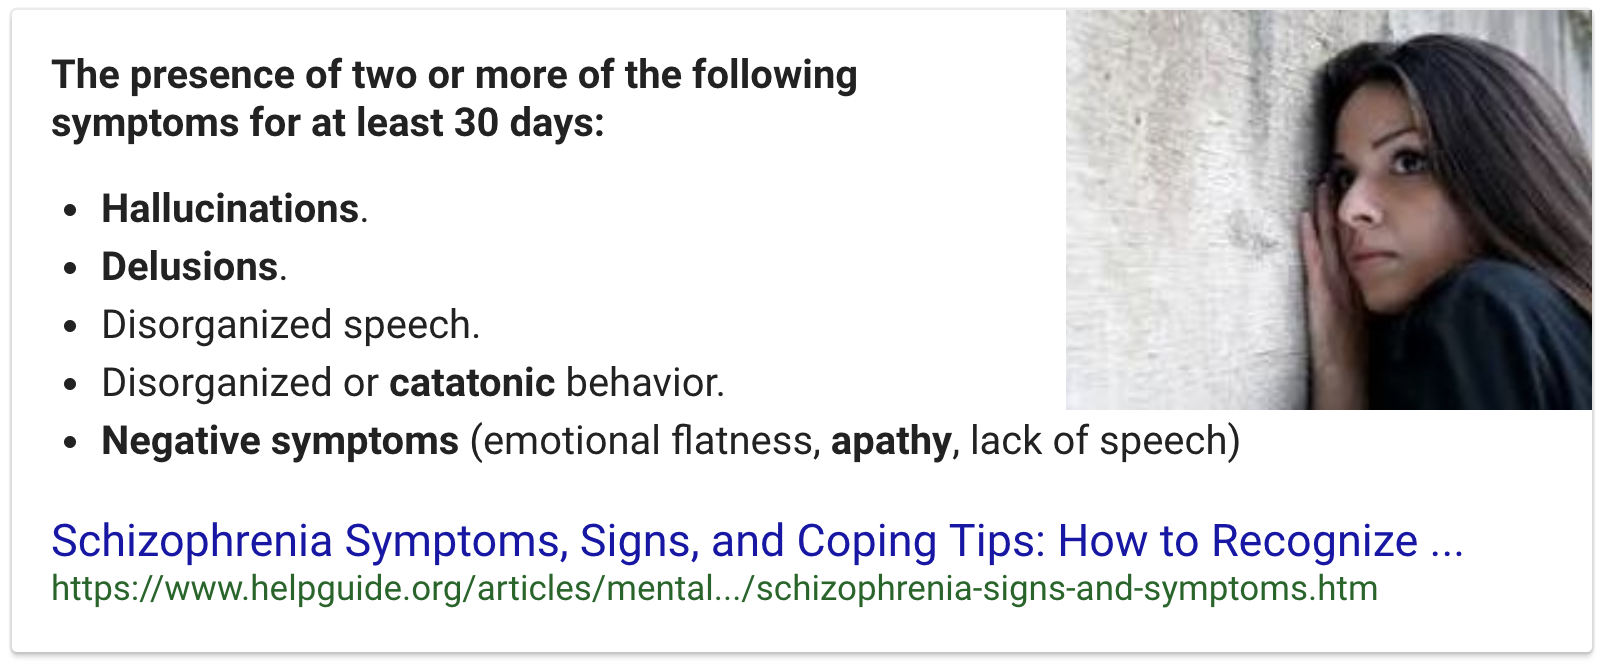 The presence of two or more of the following
symptoms for at least 30 days:
• Hallucinations.
• Delusions.
• Disorganized speech.
• Disorganized or catatonic behavior.
• Negative symptoms (emotional flatness, apathy, lack of speech)
Schizophrenia Symptoms, Signs, and Coping Tips: How to Recognize ...
https://www.helpguide.org/articles/mental.../schizophrenia-signs-and-symptoms.htm